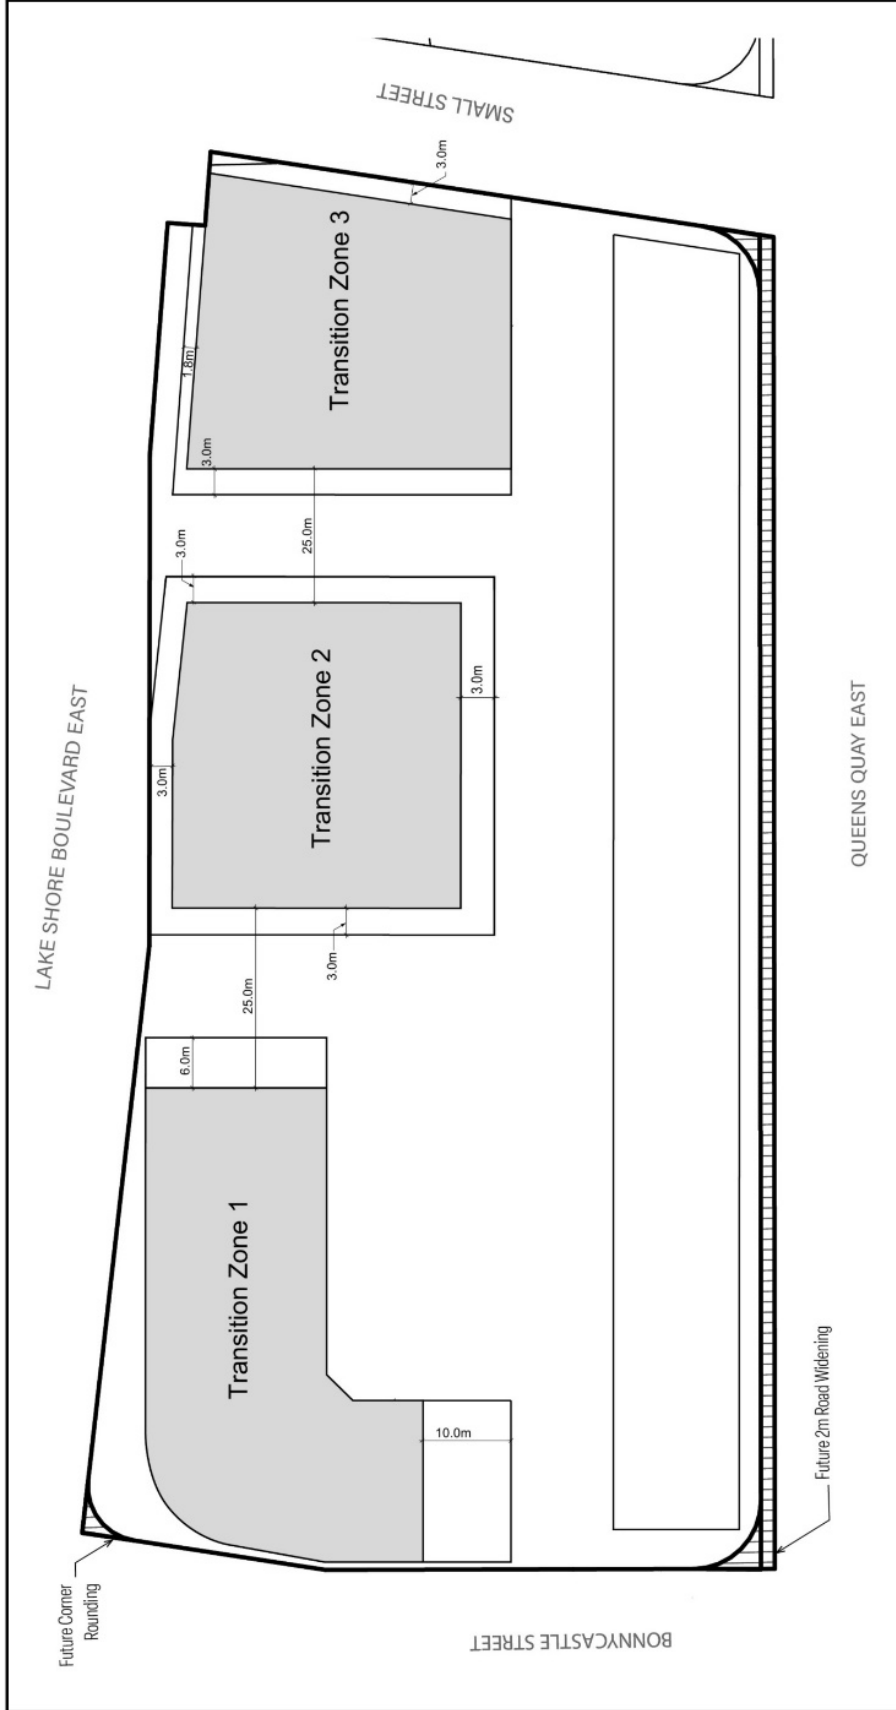 SMALL STREET
3.0m
Transition Zone 3
1.8m
3.0m
25.0m
3.0m
Transition Zone 2
3.0m
3.0m
3.0m
LAKE SHORE BOULEVARD EAST
QUEENS QUAY EAST
25.0m
6.0m
Transition Zone 1
10.0m
Future 2m Road Widening
Future Corner
Rounding
BONNYCASTLE STREET